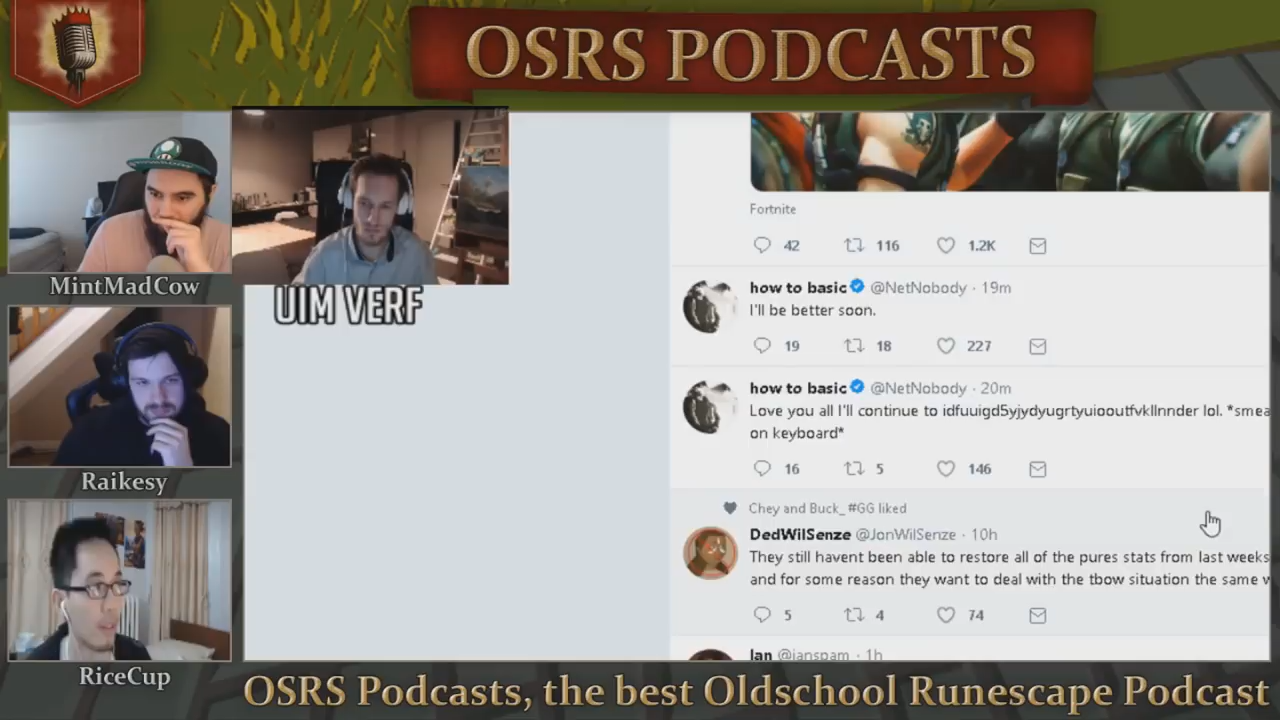 OSRS PODCASTS
MintMadCow
UIM VERF
Raikesy
RiceCup
Fortnite
42 116 1.2K
how to basic @NetNobody · 19m
I'll be better soon.
19 18 227
how to basic @NetNobody · 20m
Love you all I'll continue to idfuuigd5yjydyugrtyuiooutfvkllnnder lol. *smea
on keyboard*
16 5 146
Chey and Buck_ #GG liked
DedWilSenze @JonWilSenze · 10h
They still havent been able to restore all of the pures stats from last weeks
and for some reason they want to deal with the tbow situation the same w
5 4 74
Ian @ianspam · 1h
OSRS Podcasts, the best Oldschool Runescape Podcast